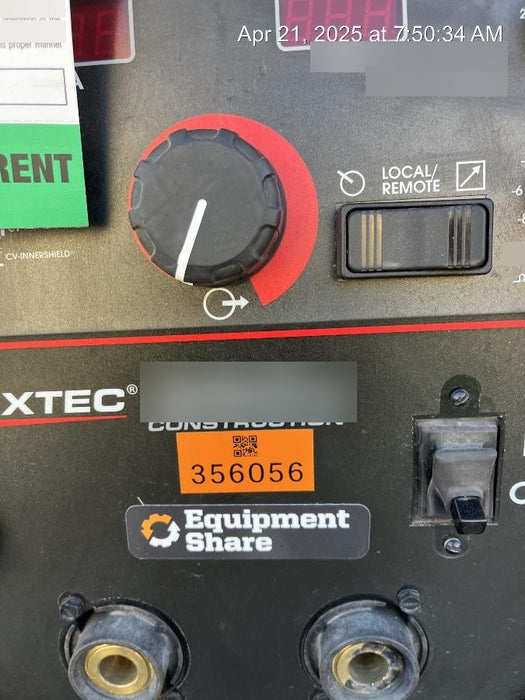 Apr 21, 2025 at 7:50:34 AM
proper manner
A
RENT
LOCAL/
REMOTE
CV-INNERSHIELD
XTEC®
CONSTRUCTION
356056
Equipment
Share